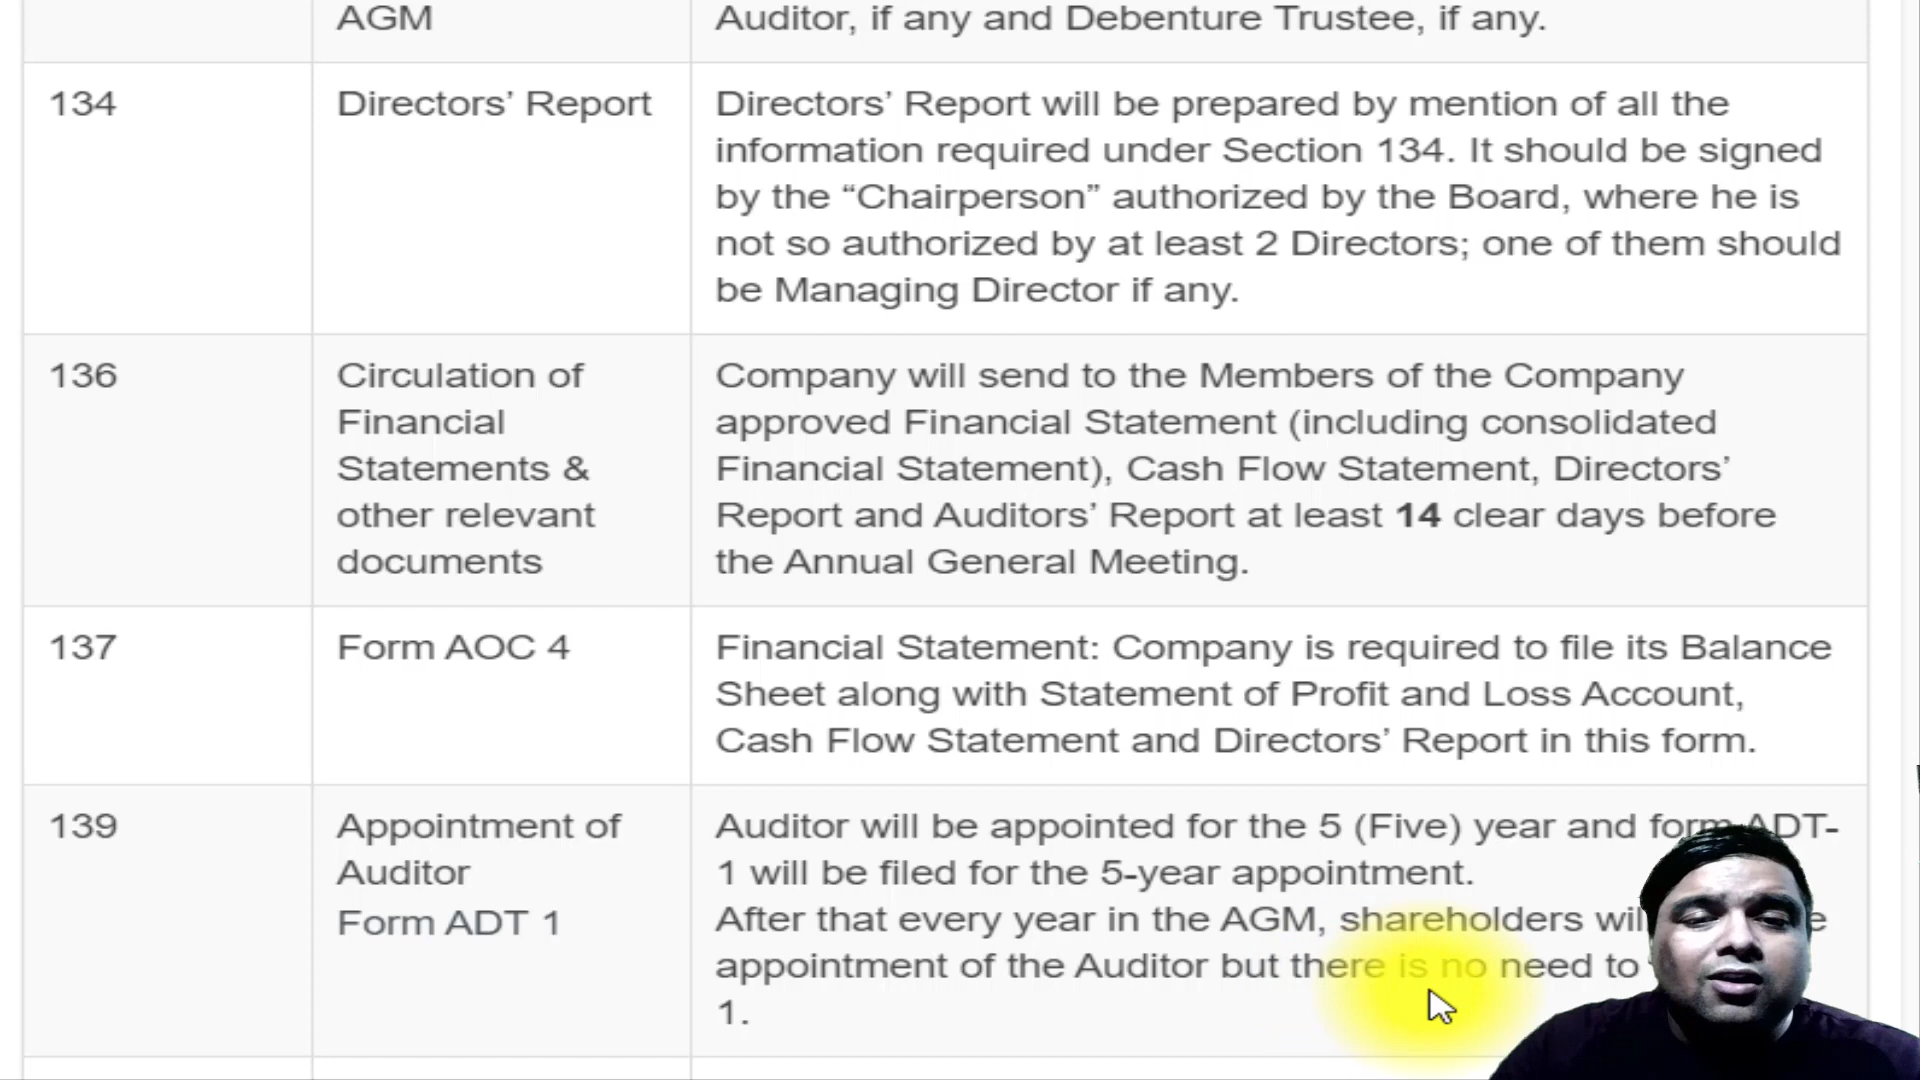 AGM
Auditor, if any and Debenture Trustee, if any.
134
Directors’ Report
Directors’ Report will be prepared by mention of all the
information required under Section 134. It should be signed
by the “Chairperson” authorized by the Board, where he is
not so authorized by at least 2 Directors; one of them should
be Managing Director if any.
136
Circulation of
Financial
Statements &
other relevant
documents
Company will send to the Members of the Company
approved Financial Statement (including consolidated
Financial Statement), Cash Flow Statement, Directors’
Report and Auditors’ Report at least 14 clear days before
the Annual General Meeting.
137
Form AOC 4
Financial Statement: Company is required to file its Balance
Sheet along with Statement of Profit and Loss Account,
Cash Flow Statement and Directors’ Report in this form.
139
Appointment of
Auditor
Form ADT 1
Auditor will be appointed for the 5 (Five) year and form ADT-
1 will be filed for the 5-year appointment.
After that every year in the AGM, shareholders
appointment of the Auditor but there is no need to
1.